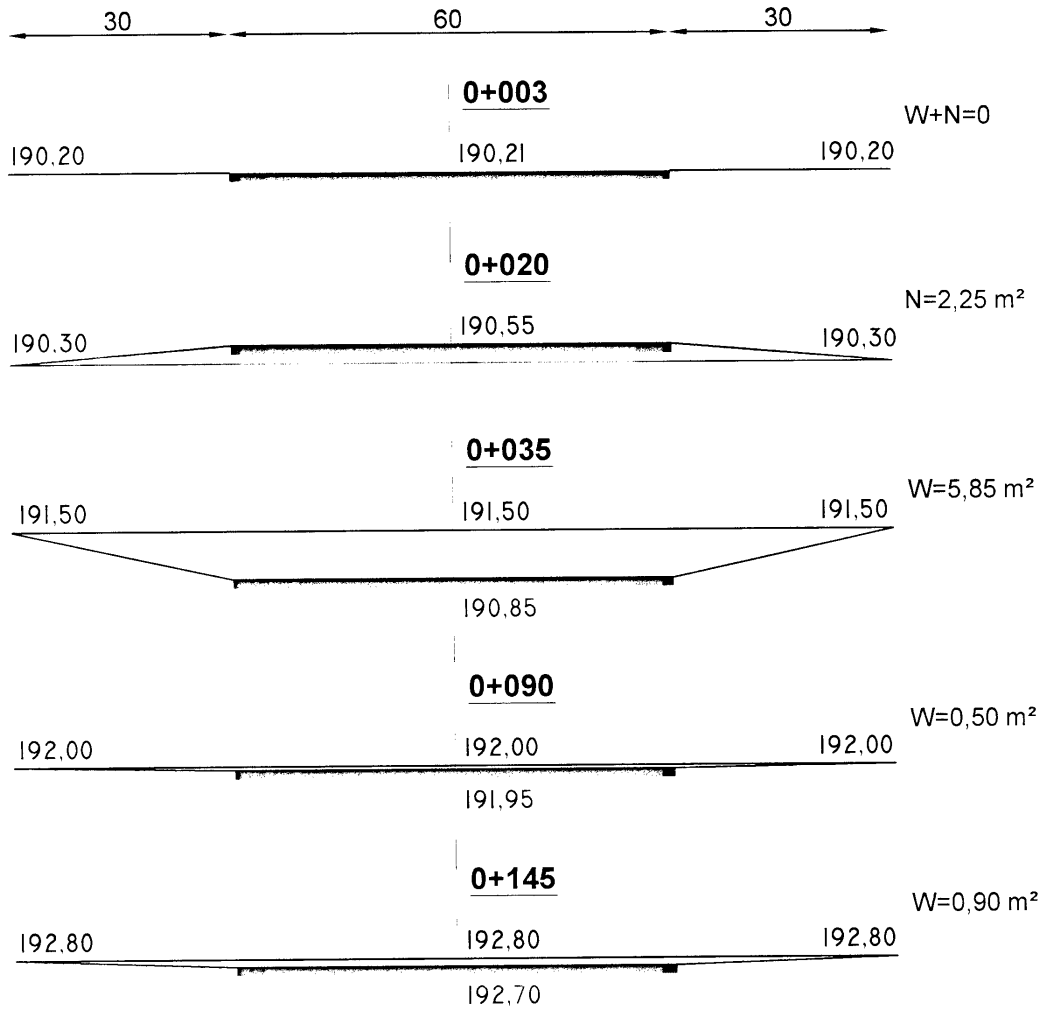 30 60 30
0+003
W+N=0
190,20 190,21 190,20
0+020
N=2,25 m²
190,30 190,55 190,30
0+035
W=5,85 m²
191,50 191,50 191,50
190,85
0+090
W=0,50 m²
192,00 192,00 192,00
191,95
0+145
W=0,90 m²
192,80 192,80 192,80
192,70